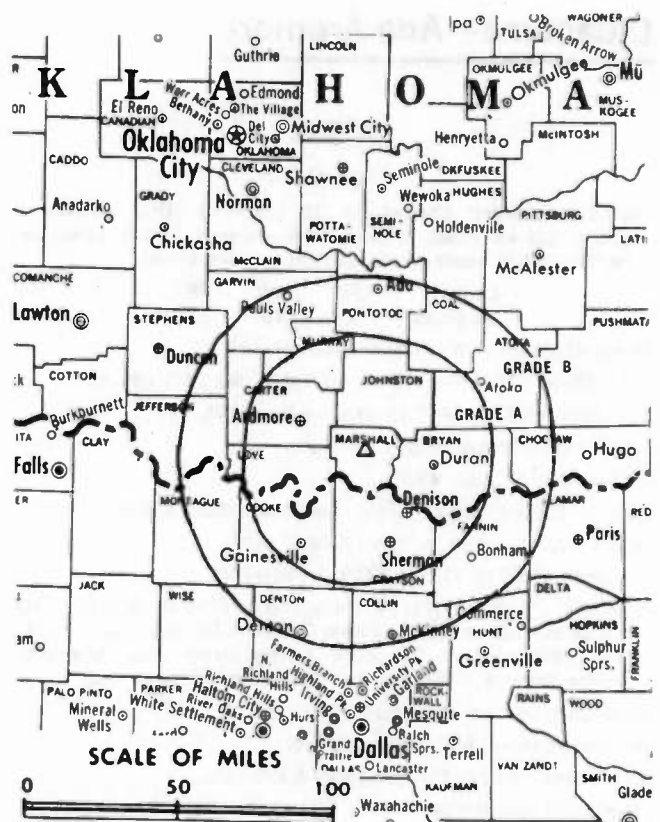 WAGONER
TULSA
Broken Arrow
LINCOLN
Guthrie
OKMULGEE
Okmulgee
Mü
K L A H O M A
MUS-
KOGEE
Edmond
Warr Acres
The Village
Bethany
El Reno
CANADIAN
Del
City
Midwest City
Oklahoma
City
OKLAHOMA
Henryetta
McINTOSH
CADDO
CLEVELAND
Shawnee
Seminole
OKFUSKEE
HUGHES
GRADY
Norman
Wewoka
Anadarko
POTTA-
WATOMIE
SEMI-
NOLE
Holdenville
PITTSBURG
Chickasha
McCLAIN
McALester
COMANCHE
GARVIN
Ada
COAL
Lawton
Pauls Valley
PONTOTOC
PUSHMAT
STEPHENS
MURRAY
ATOKA
Duncan
GRADE B
COTTON
CARTER
JOHNSTON
Atoka
JEFFERSON
Ardmore
GRADE A
Burkburnett
CLAY
MARSHALL
BRYAN
CHOCTAW
Hugo
Falls
LOVE
Duran
MONTAGUE
COOKE
Denison
LAMAR
RED
FANNIN
Gainesville
Sherman
Bonham
Paris
GRAYSON
JACK
WISE
DENTON
COLLIN
DELTA
Commerce
Denton
McKinney
HUNT
HOPKINS
FRANKLIN
Farmers Branch
Richardson
Greenville
Sulphur
Sprs.
N.
Richland
Hills
Highland Pk.
University Pk.
Garland
Richland Hills
Irving
PALO PINTO
PARKER
Haltom City
ROCK-
WALL
RAINS
WOOD
Mineral
Wells
River Oaks
White Settlement
Hurs
Mesquite
Grand
Prairie
Dallas
Balch
Sprs.
Terrell
SCALE OF MILES
DALLAS
Lancaster
VAN ZANDT
SMITH
0 50 100
KAUFMAN
Glade
Waxahachie